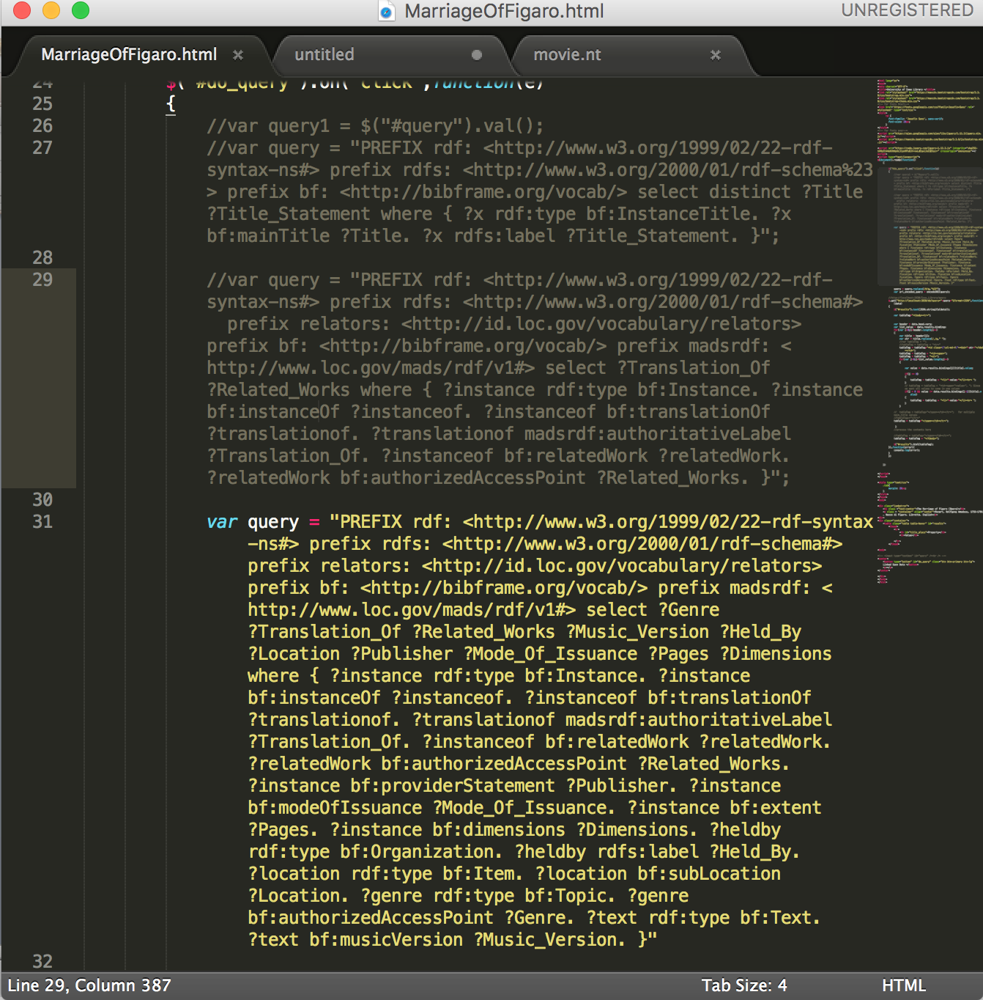 MarriageOfFigaro.html
UNREGISTERED
MarriageOfFigaro.html × untitled movie.nt ×
24 $("#do_query").on("click",function(e)
25 {
26 //var query1 = $("#query").val();
27 //var query = "PREFIX rdf: <http://www.w3.org/1999/02/22-rdf-
syntax-ns#> prefix rdfs: <http://www.w3.org/2000/01/rdf-schema%23
> prefix bf: <http://bibframe.org/vocab/> select distinct ?Title
?Title_Statement where { ?x rdf:type bf:InstanceTitle. ?x
bf:mainTitle ?Title. ?x rdfs:label ?Title_Statement. }";
28
29 //var query = "PREFIX rdf: <http://www.w3.org/1999/02/22-rdf-
syntax-ns#> prefix rdfs: <http://www.w3.org/2000/01/rdf-schema#>
prefix relators: <http://id.loc.gov/vocabulary/relators>
prefix bf: <http://bibframe.org/vocab/> prefix madsrdf: <
http://www.loc.gov/mads/rdf/v1#> select ?Translation_Of
?Related_Works where { ?instance rdf:type bf:Instance. ?instance
bf:instanceOf ?instanceof. ?instanceof bf:translationOf
?translationof. ?translationof madsrdf:authoritativeLabel
?Translation_Of. ?instanceof bf:relatedWork ?relatedWork.
?relatedWork bf:authorizedAccessPoint ?Related_Works. }";
30
31 var query = "PREFIX rdf: <http://www.w3.org/1999/02/22-rdf-syntax
-ns#> prefix rdfs: <http://www.w3.org/2000/01/rdf-schema#>
prefix relators: <http://id.loc.gov/vocabulary/relators>
prefix bf: <http://bibframe.org/vocab/> prefix madsrdf: <
http://www.loc.gov/mads/rdf/v1#> select ?Genre
?Translation_Of ?Related_Works ?Music_Version ?Held_By
?Location ?Publisher ?Mode_Of_Issuance ?Pages ?Dimensions
where { ?instance rdf:type bf:Instance. ?instance
bf:instanceOf ?instanceof. ?instanceof bf:translationOf
?translationof. ?translationof madsrdf:authoritativeLabel
?Translation_Of. ?instanceof bf:relatedWork ?relatedWork.
?relatedWork bf:authorizedAccessPoint ?Related_Works.
?instance bf:providerStatement ?Publisher. ?instance
bf:modeOfIssuance ?Mode_Of_Issuance. ?instance bf:extent
?Pages. ?instance bf:dimensions ?Dimensions. ?heldby
rdf:type bf:Organization. ?heldby rdfs:label ?Held_By.
?location rdf:type bf:Item. ?location bf:subLocation
?Location. ?genre rdf:type bf:Topic. ?genre
bf:authorizedAccessPoint ?Genre. ?text rdf:type bf:Text.
?text bf:musicVersion ?Music_Version. }"
32
Line 29, Column 387
Tab Size: 4
HTML